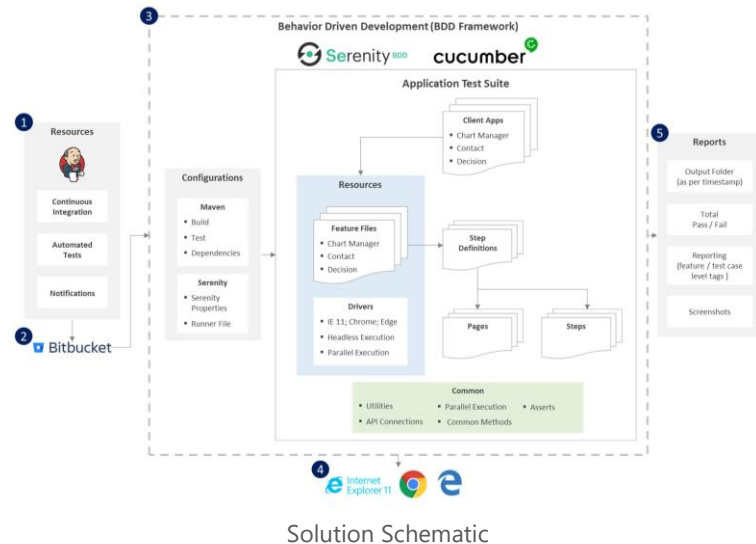 3
Behavior Driven Development (BDD Framework)
Serenity BDD
cucumber
Application Test Suite
1
Resources
Continuous
Integration
Automated
Tests
Notifications
2
Bitbucket
Configurations
Maven
▪ Build
▪ Test
▪ Dependencies
Serenity
▪ Serenity
Properties
▪ Runner File
Client Apps
▪ Chart Manager
▪ Contact
▪ Decision
Resources
Feature Files
▪ Chart Manager
▪ Contact
▪ Decision
Step
Definitions
Drivers
▪ IE 11; Chrome; Edge
▪ Headless Execution
▪ Parallel Execution
Pages
Steps
Common
▪ Utilities
▪ Parallel Execution
▪ Asserts
▪ API Connections
▪ Common Methods
5
Reports
Output Folder
(as per timestamp)
Total
Pass / Fail
Reporting
(feature / test case
level tags )
Screenshots
4
Internet
Explorer 11
Solution Schematic